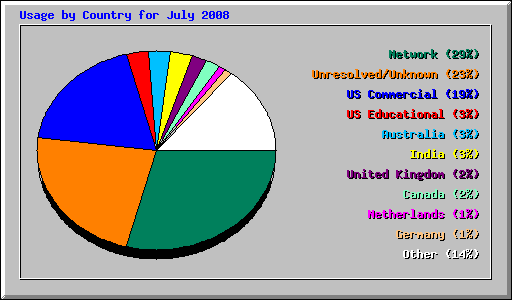 Usage by Country for July 2008
Network (29%)
Unresolved/Unknown (23%)
US Commercial (19%)
US Educational (3%)
Australia (3%)
India (3%)
United Kingdom (2%)
Canada (2%)
Netherlands (1%)
Germany (1%)
Other (14%)